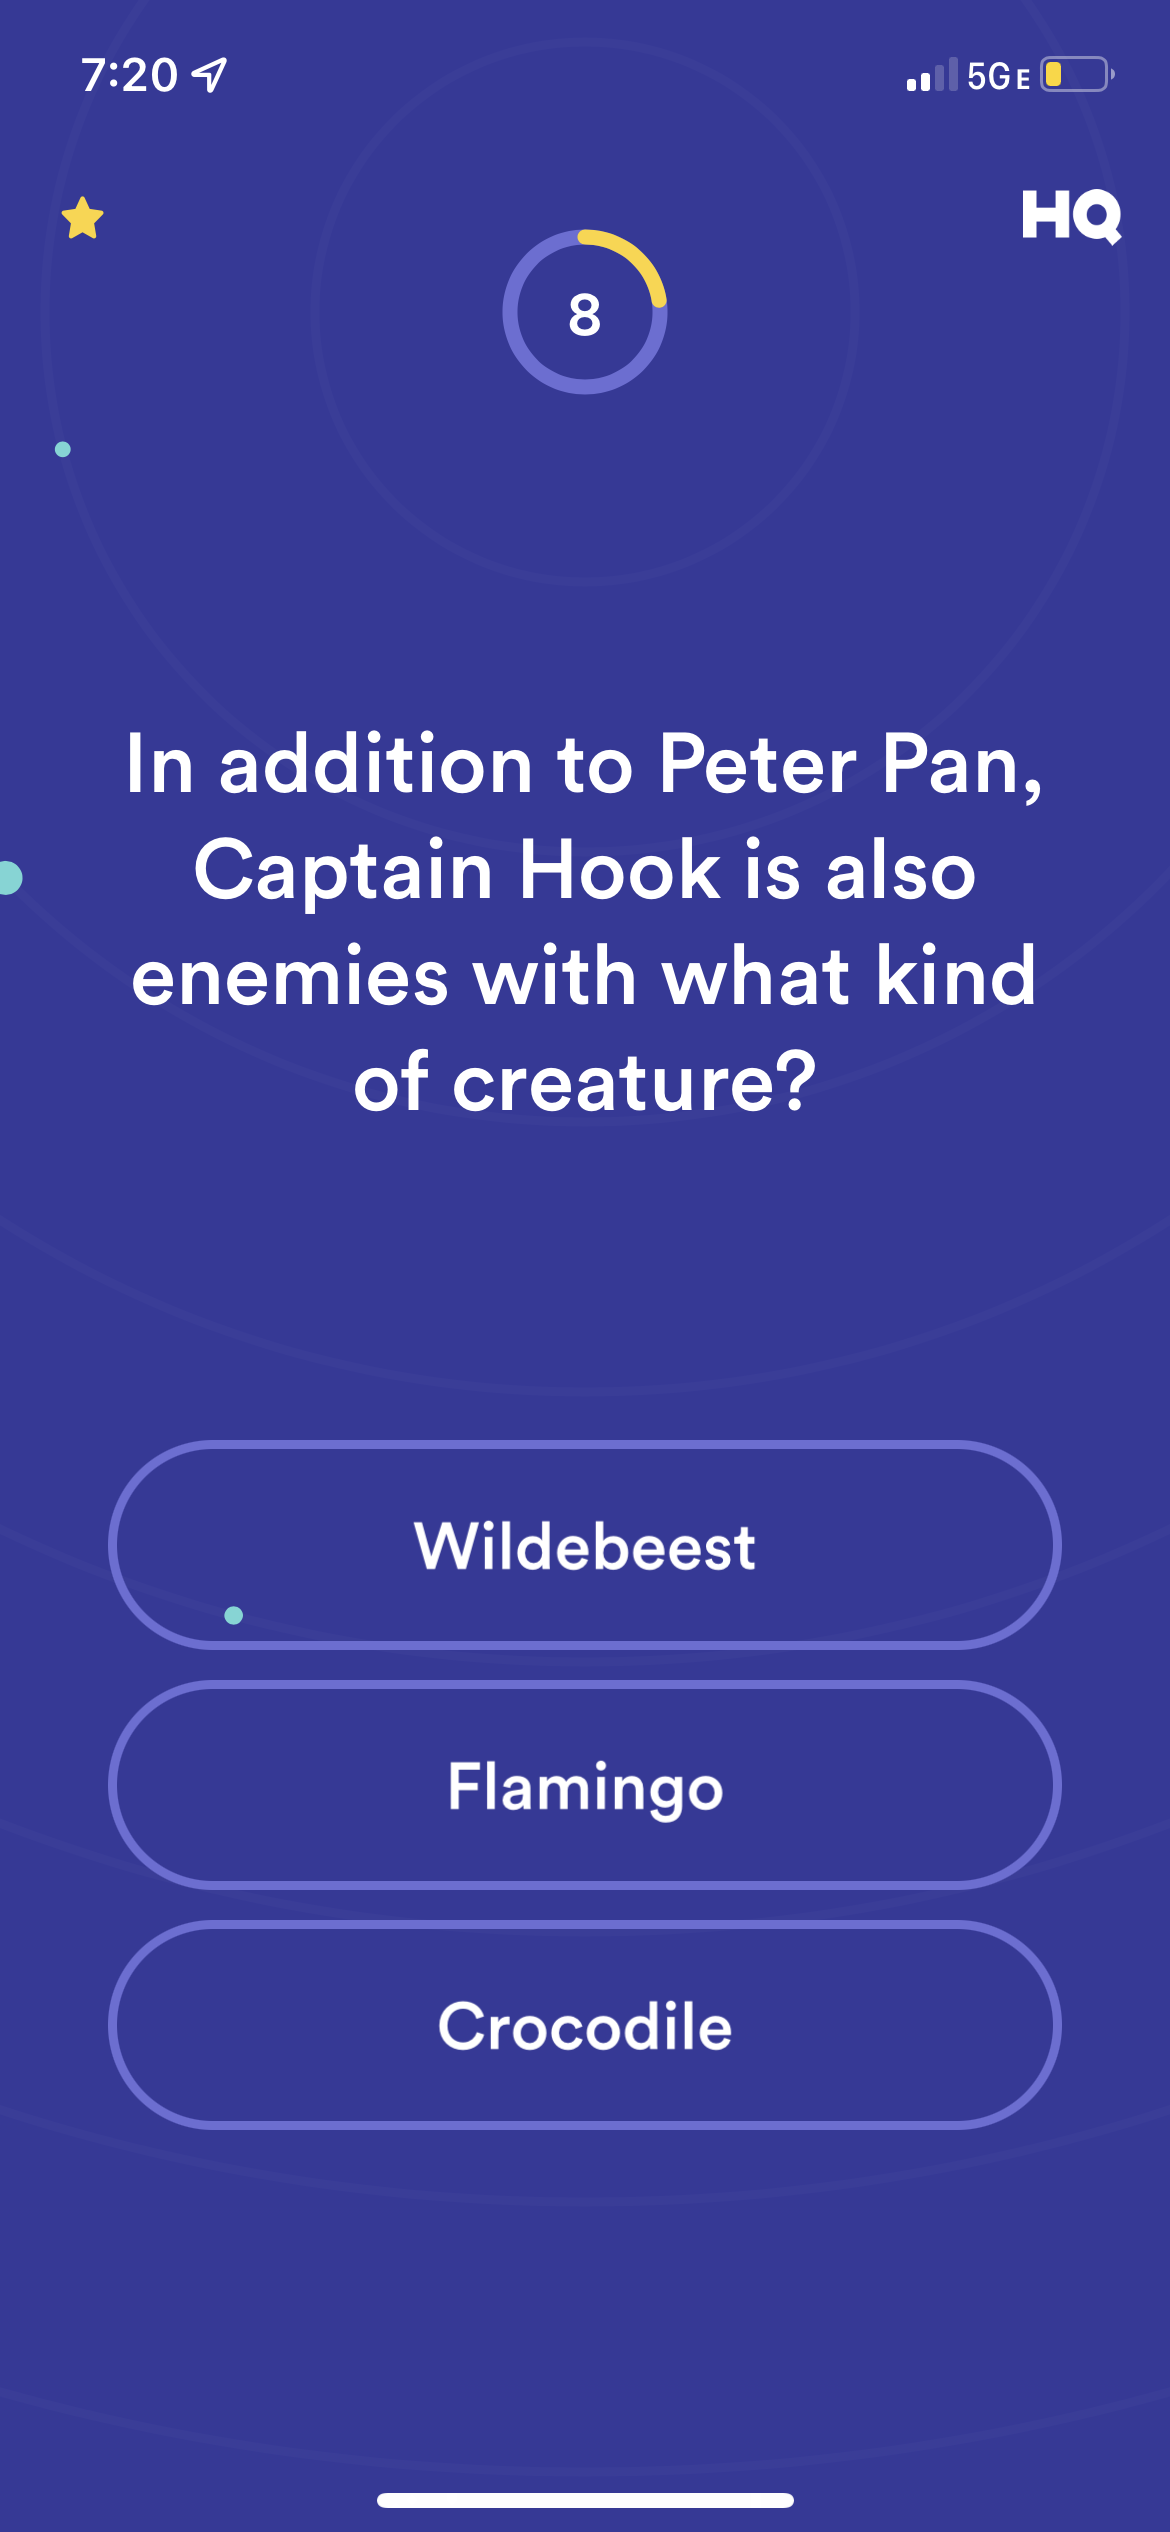 7:20
5GE
HQ
8
In addition to Peter Pan,
Captain Hook is also
enemies with what kind
of creature?
Wildebeest
Flamingo
Crocodile